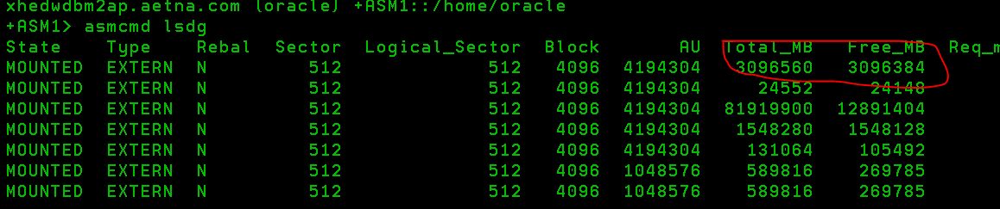 xhedwdbm2ap.aetna.com (oracle) +ASM1::/home/oracle
+ASM1> asmcmd lsdg
State Type Rebal Sector Logical_Sector Block AU Total_MB Free_MB Req_m
MOUNTED EXTERN N 512 512 4096 4194304 3096560 3096384
MOUNTED EXTERN N 512 512 4096 4194304 24552 24148
MOUNTED EXTERN N 512 512 4096 4194304 81919900 12891404
MOUNTED EXTERN N 512 512 4096 4194304 1548280 1548128
MOUNTED EXTERN N 512 512 4096 4194304 131064 105492
MOUNTED EXTERN N 512 512 4096 1048576 589816 269785
MOUNTED EXTERN N 512 512 4096 1048576 589816 269785